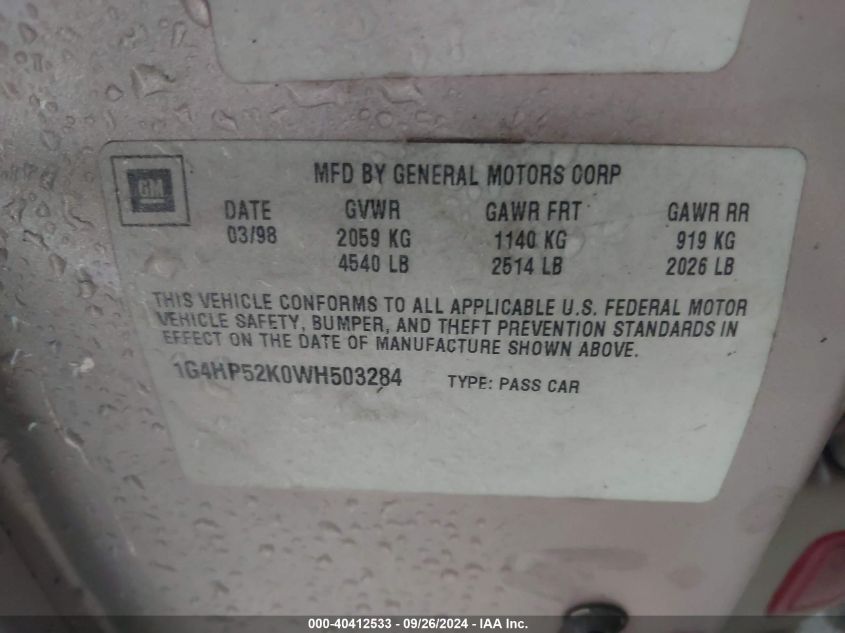 GM
MFD BY GENERAL MOTORS CORP
DATE GVWR GAWR FRT GAWR RR
03/98 2059 KG 1140 KG 919 KG
4540 LB 2514 LB 2026 LB
THIS VEHICLE CONFORMS TO ALL APPLICABLE U.S. FEDERAL MOTOR
VEHICLE SAFETY, BUMPER, AND THEFT PREVENTION STANDARDS IN
EFFECT ON THE DATE OF MANUFACTURE SHOWN ABOVE.
1G4HP52K0WH503284 TYPE: PASS CAR
000-40412533 - 09/26/2024 - IAA Inc.